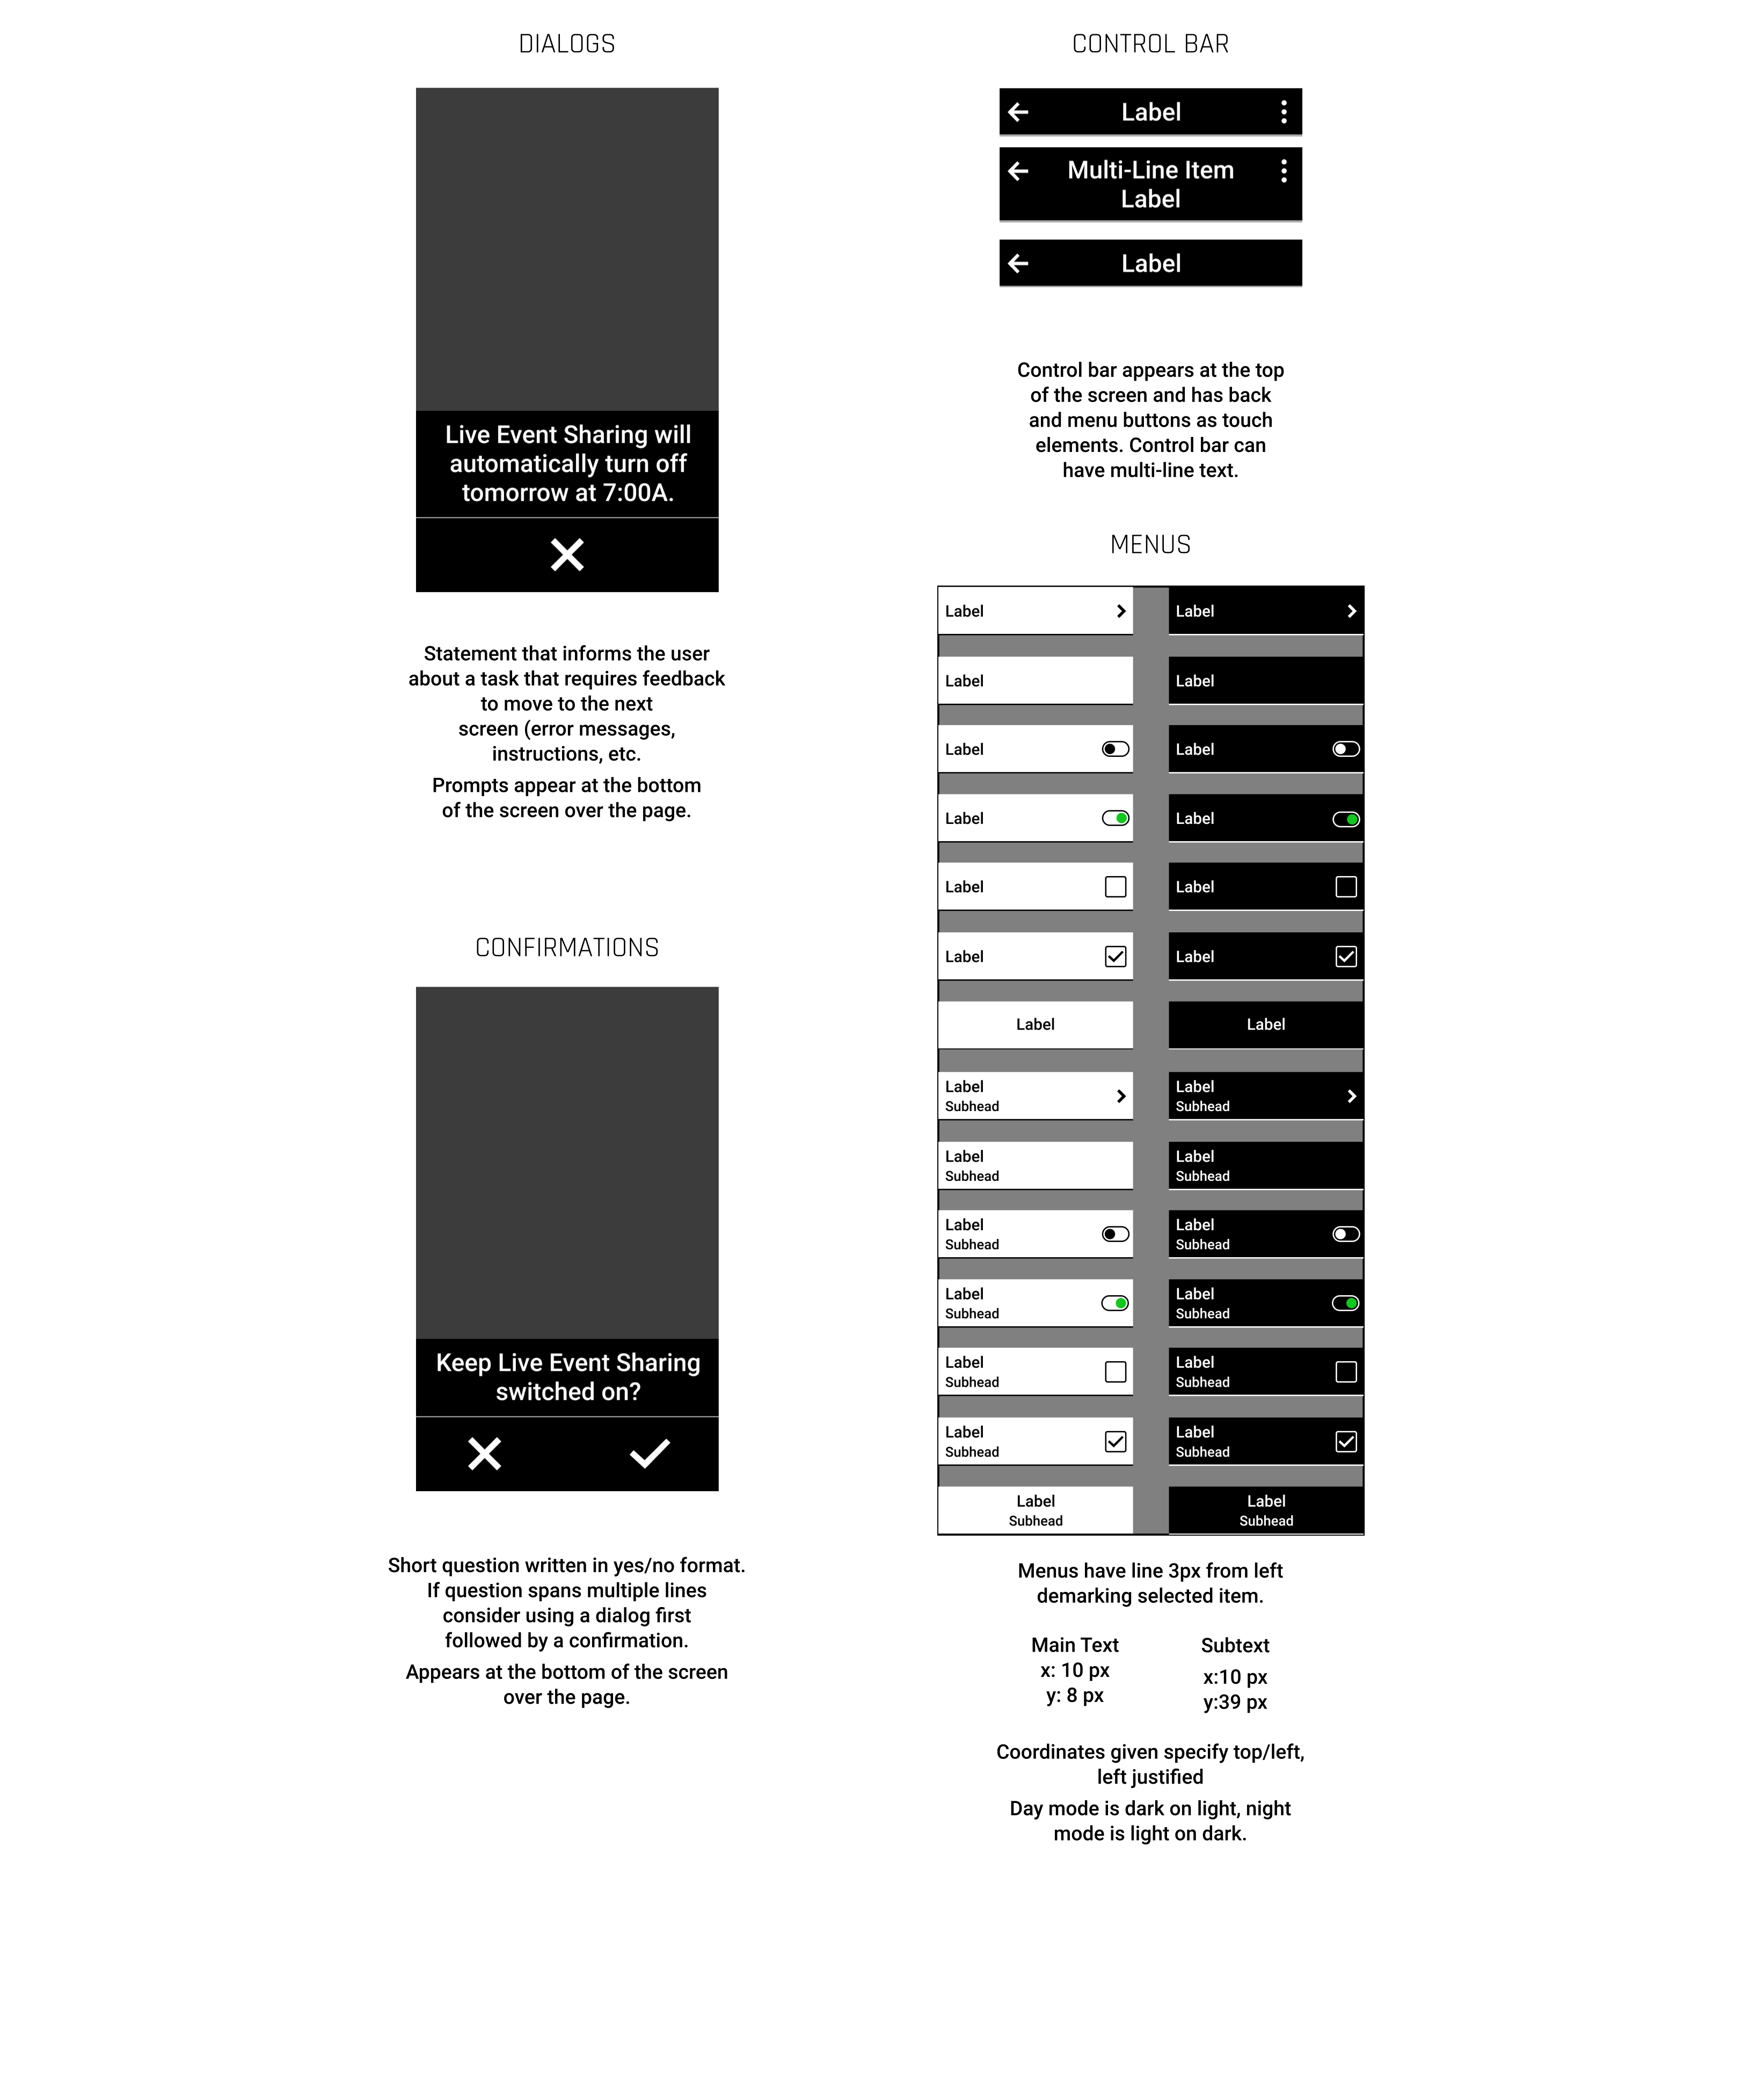 DIALOGS
Live Event Sharing will
automatically turn off
tomorrow at 7:00A.
Statement that informs the user
about a task that requires feedback
to move to the next
screen (error messages,
instructions, etc.
Prompts appear at the bottom
of the screen over the page.
CONFIRMATIONS
Keep Live Event Sharing
switched on?
Short question written in yes/no format.
If question spans multiple lines
consider using a dialog first
followed by a confirmation.
Appears at the bottom of the screen
over the page.
CONTROL BAR
Label
Multi-Line Item
Label
Label
Control bar appears at the top
of the screen and has back
and menu buttons as touch
elements. Control bar can
have multi-line text.
MENUS
Label Label
Label Label
Label Label
Label Label
Label Label
Label Label
Label Label
Label Label
Subhead Subhead
Label Label
Subhead Subhead
Label Label
Subhead Subhead
Label Label
Subhead Subhead
Label Label
Subhead Subhead
Label Label
Subhead Subhead
Label Label
Subhead Subhead
Menus have line 3px from left
demarking selected item.
Main Text
x: 10 px
y: 8 px
Subtext
x:10 px
y:39 px
Coordinates given specify top/left,
left justified
Day mode is dark on light, night
mode is light on dark.